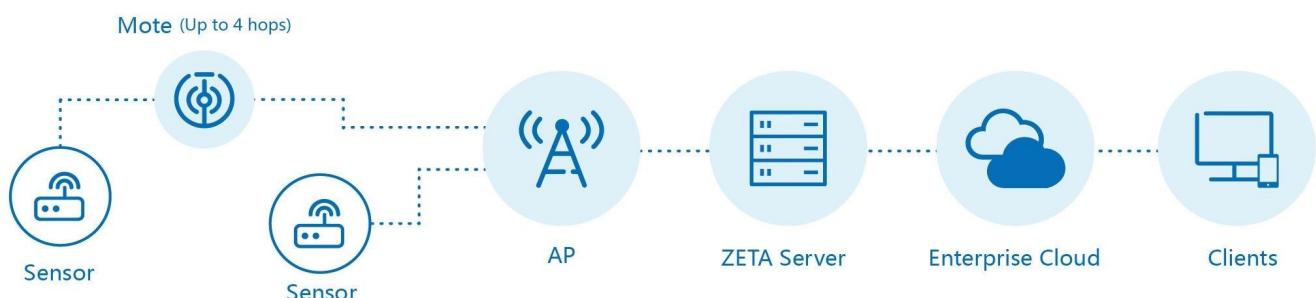 Mote (Up to 4 hops)
Sensor
Sensor
AP
ZETA Server
Enterprise Cloud
Clients